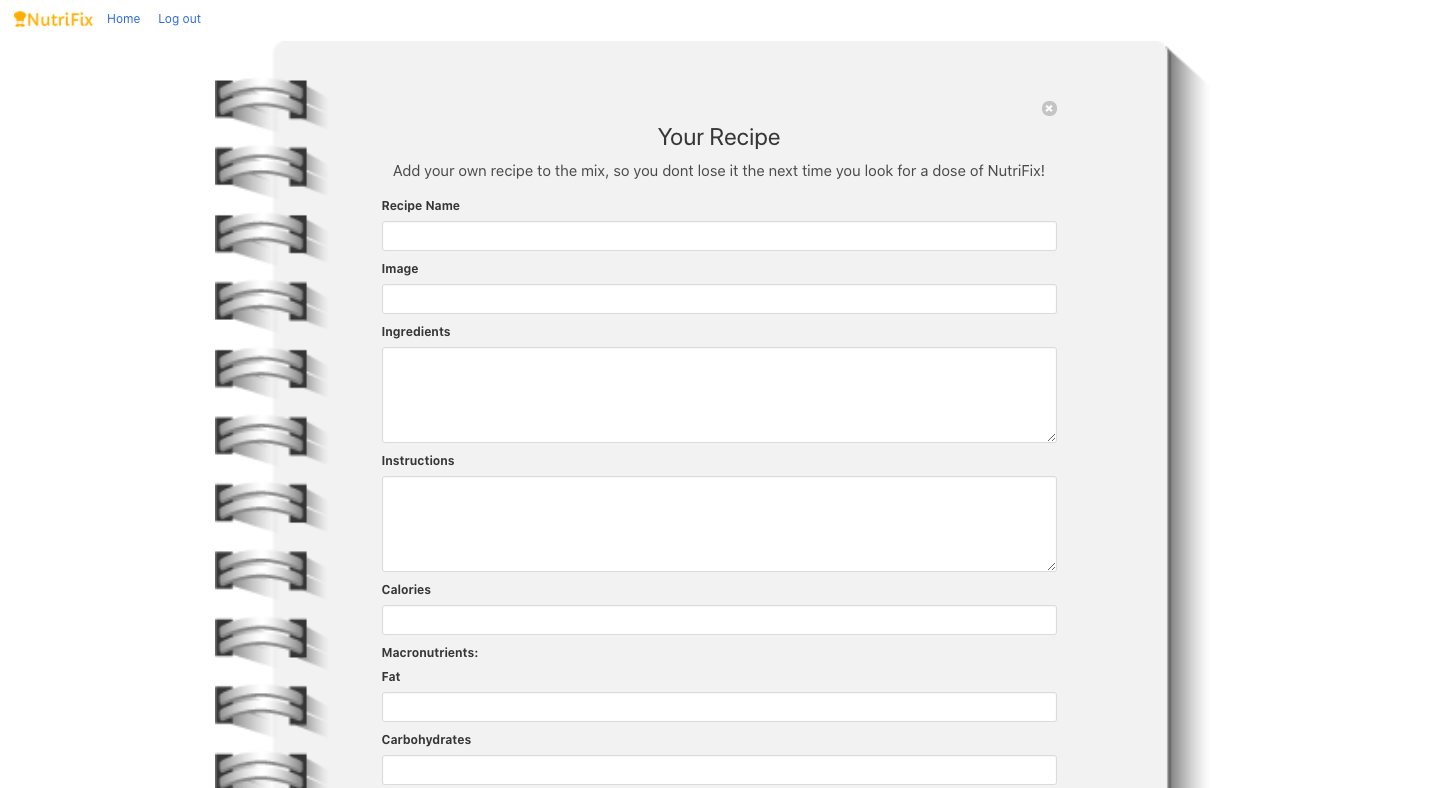 NutriFix Home Log out
Your Recipe
Add your own recipe to the mix, so you dont lose it the next time you look for a dose of NutriFix!
Recipe Name
Image
Ingredients
Instructions
Calories
Macronutrients:
Fat
Carbohydrates